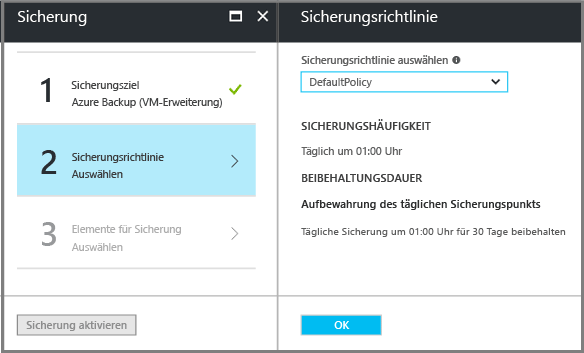 Sicherung
1
Sicherungsziel
Azure Backup (VM-Erweiterung)
2
Sicherungsrichtlinie
Auswählen
3
Elemente für Sicherung
Auswählen
Sicherung aktivieren
Sicherungsrichtlinie
Sicherungsrichtlinie auswählen
DefaultPolicy
SICHERUNGSHÄUFIGKEIT
Täglich um 01:00 Uhr
BEIBEHALTUNGSDAUER
Aufbewahrung des täglichen Sicherungspunkts
Tägliche Sicherung um 01:00 Uhr für 30 Tage beibehalten
OK